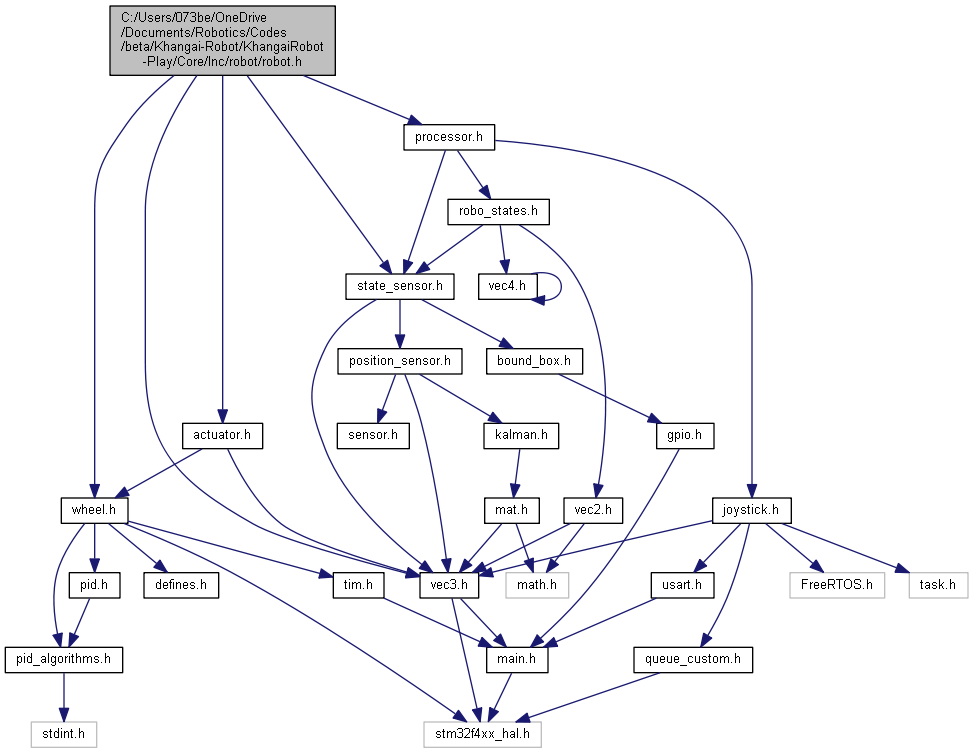 C:/Users/073be/OneDrive
/Documents/Robotics/Codes
/beta/Khangai-Robot/KhangaiRobot
-Play/Core/Inc/robot/robot.h
processor.h
robo_states.h
state_sensor.h
vec4.h
position_sensor.h
bound_box.h
actuator.h
sensor.h
kalman.h
gpio.h
wheel.h
mat.h
vec2.h
joystick.h
pid.h
defines.h
tim.h
vec3.h
math.h
usart.h
FreeRTOS.h
task.h
pid_algorithms.h
main.h
queue_custom.h
stdint.h
stm32f4xx_hal.h